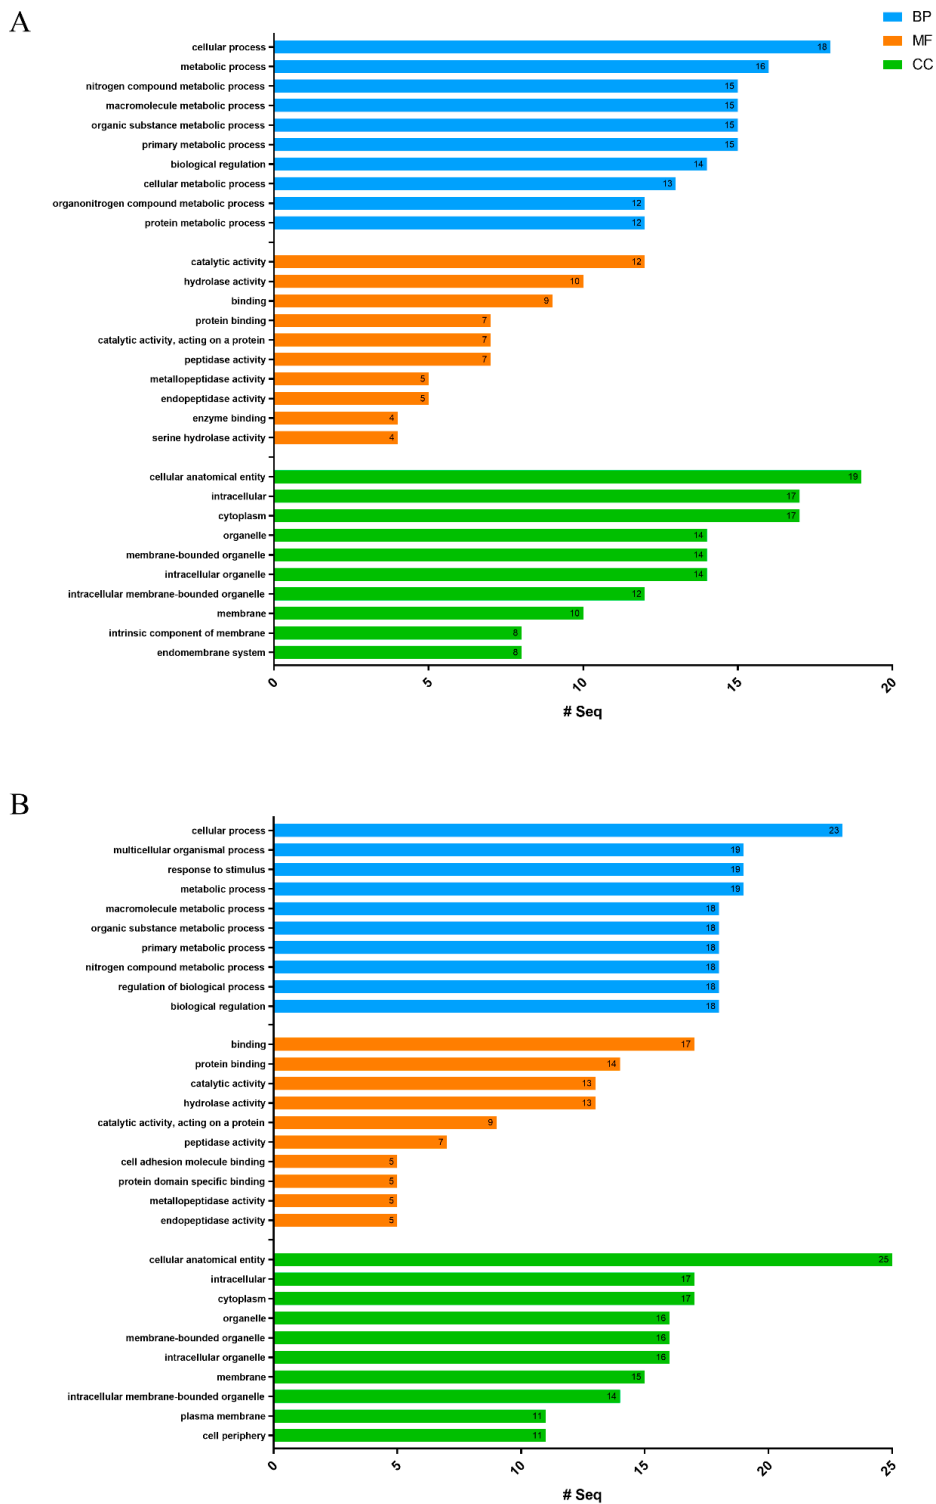 A
BP
MF
CC
cellular process 18
metabolic process 16
nitrogen compound metabolic process 15
macromolecule metabolic process 15
organic substance metabolic process 15
primary metabolic process 15
biological regulation 14
cellular metabolic process 13
organonitrogen compound metabolic process 12
protein metabolic process 12
catalytic activity 12
hydrolase activity 10
binding 9
protein binding 7
catalytic activity, acting on a protein 7
peptidase activity 7
metallopeptidase activity 5
endopeptidase activity 5
enzyme binding 4
serine hydrolase activity 4
cellular anatomical entity 19
intracellular 17
cytoplasm 17
organelle 14
membrane-bounded organelle 14
intracellular organelle 14
intracellular membrane-bounded organelle 12
membrane 10
intrinsic component of membrane 8
endomembrane system 8
0 5 10 15 20
# Seq
B
cellular process 23
multicellular organismal process 19
response to stimulus 19
metabolic process 19
macromolecule metabolic process 18
organic substance metabolic process 18
primary metabolic process 18
nitrogen compound metabolic process 18
regulation of biological process 18
biological regulation 18
binding 17
protein binding 14
catalytic activity 13
hydrolase activity 13
catalytic activity, acting on a protein 9
peptidase activity 7
cell adhesion molecule binding 5
protein domain specific binding 5
metallopeptidase activity 5
endopeptidase activity 5
cellular anatomical entity 25
intracellular 17
cytoplasm 17
organelle 16
membrane-bounded organelle 16
intracellular organelle 16
membrane 15
intracellular membrane-bounded organelle 14
plasma membrane 11
cell periphery 11
0 5 10 15 20 25
# Seq